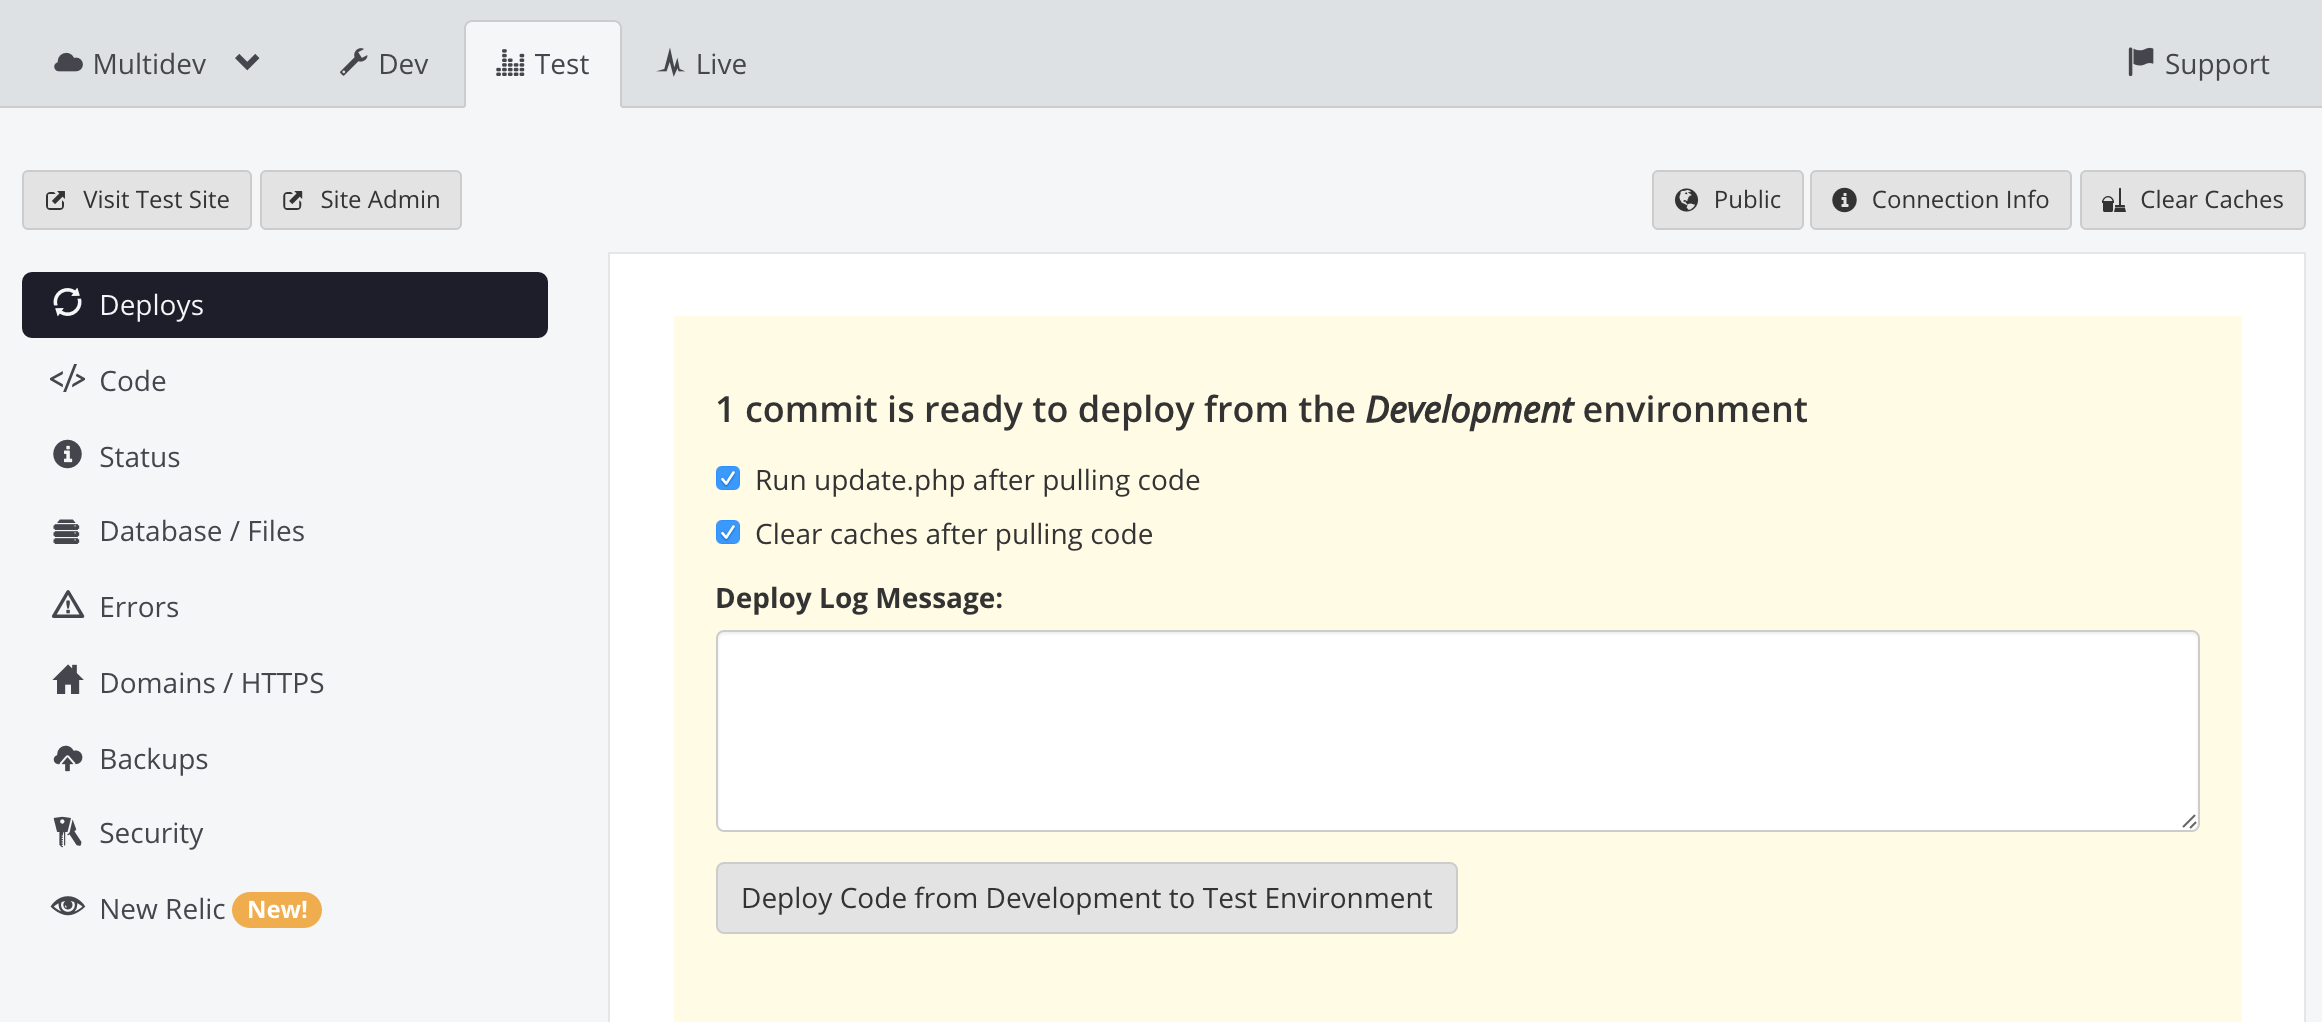 Multidev
Dev
Test
Live
Support
Visit Test Site
Site Admin
Public
Connection Info
Clear Caches
Deploys
Code
Status
Database / Files
Errors
Domains / HTTPS
Backups
Security
New Relic New!
1 commit is ready to deploy from the Development environment
Run update.php after pulling code
Clear caches after pulling code
Deploy Log Message:
Deploy Code from Development to Test Environment